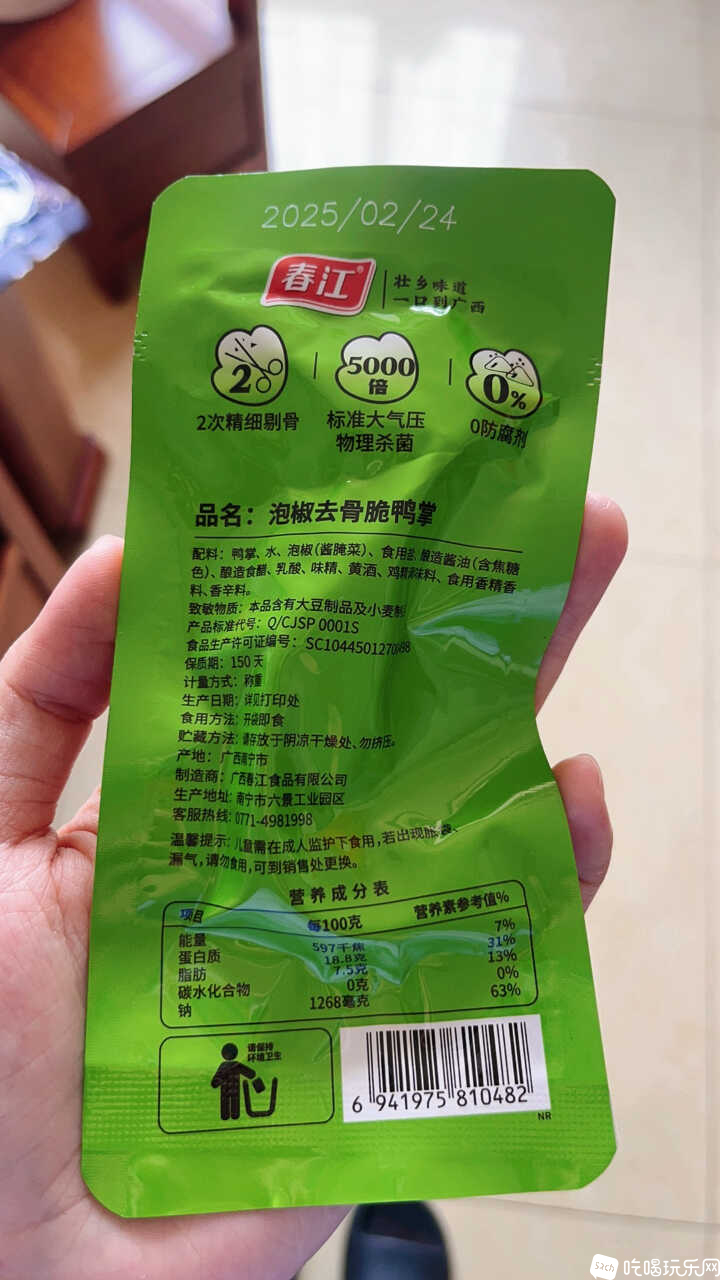 2025/02/24
春江®
壮乡味道
一口到广西
2
5000
倍
0%
2次精细剔骨
标准大气压
物理杀菌
0防腐剂
品名：泡椒去骨脆鸭掌
配料：鸭掌、水、泡椒（酱腌菜）、食用盐、酿造酱油（含焦糖
色）、酿造食醋、乳酸、味精、黄酒、鸡精调味料、食用香精香
料、香辛料。
致敏物质：本品含有大豆制品及小麦制
产品标准代号：Q/CJSP 0001S
食品生产许可证编号：SC1044501270
保质期：150天
计量方式：称重
生产日期：详见打印处
食用方法：开袋即食
贮藏方法：请存放于阴凉干燥处、勿挤压。
产地：广西南宁市
制造商：广西春江食品有限公司
生产地址：南宁市六景工业园区
客服热线：0771-4981998
温馨提示：儿童需在成人监护下食用，若出现胀袋、
漏气，请勿食用，可到销售处更换。
营养成分表
项目 每100克 营养素参考值%
能量 597千焦 7%
蛋白质 18.8克 31%
脂肪 7.5克 13%
碳水化合物 0克 0%
钠 1268毫克 63%
请保持
环境卫生
6 941975 810482
NR
52ch 吃喝玩乐网